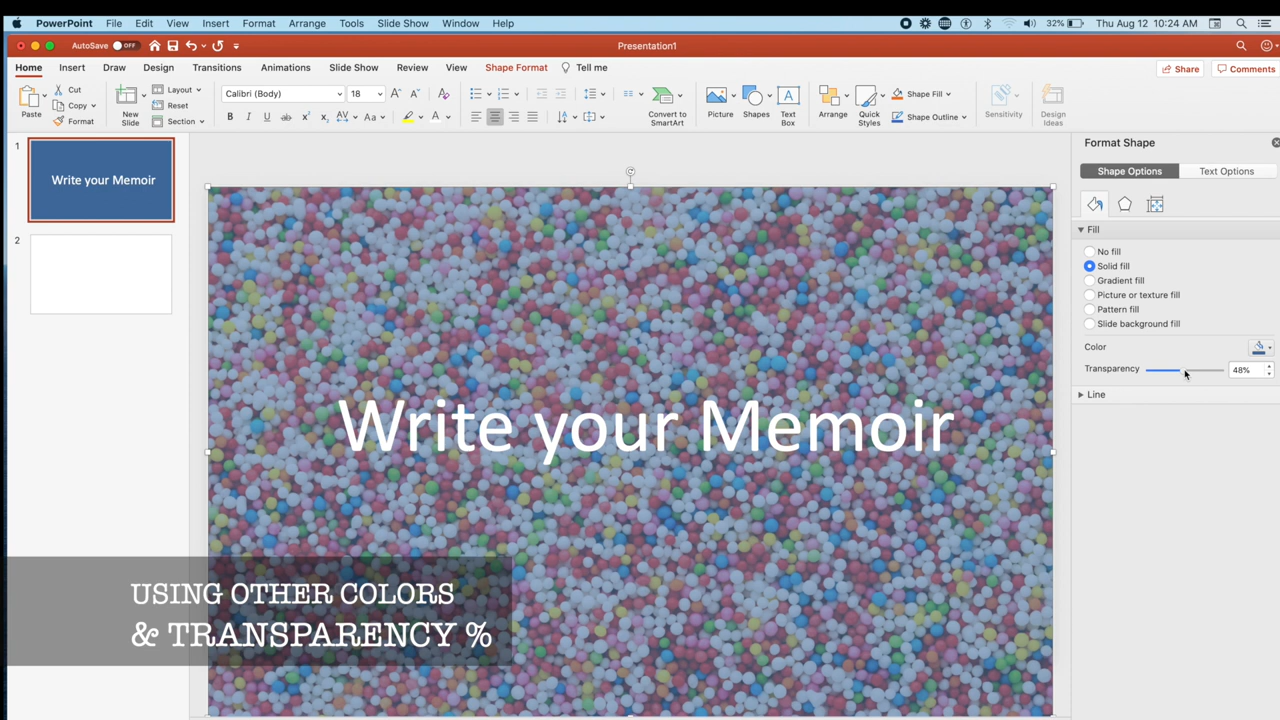 PowerPoint File Edit View Insert Format Arrange Tools Slide Show Window Help 32% Thu Aug 12 10:24 AM
AutoSave OFF Presentation1
Home Insert Draw Design Transitions Animations Slide Show Review View Shape Format Tell me Share Comments
Paste Cut Copy Format
New Slide Layout Reset Section
Calibri (Body) 18
B I U ab X² X₂ AV Aa A
Convert to SmartArt
Picture Shapes Text Box Arrange Quick Styles
Shape Fill
Shape Outline
Sensitivity Design Ideas
1
Write your Memoir
2
Write your Memoir
USING OTHER COLORS
& TRANSPARENCY %
Format Shape
Shape Options Text Options
Fill
No fill
Solid fill
Gradient fill
Picture or texture fill
Pattern fill
Slide background fill
Color
Transparency 48%
Line